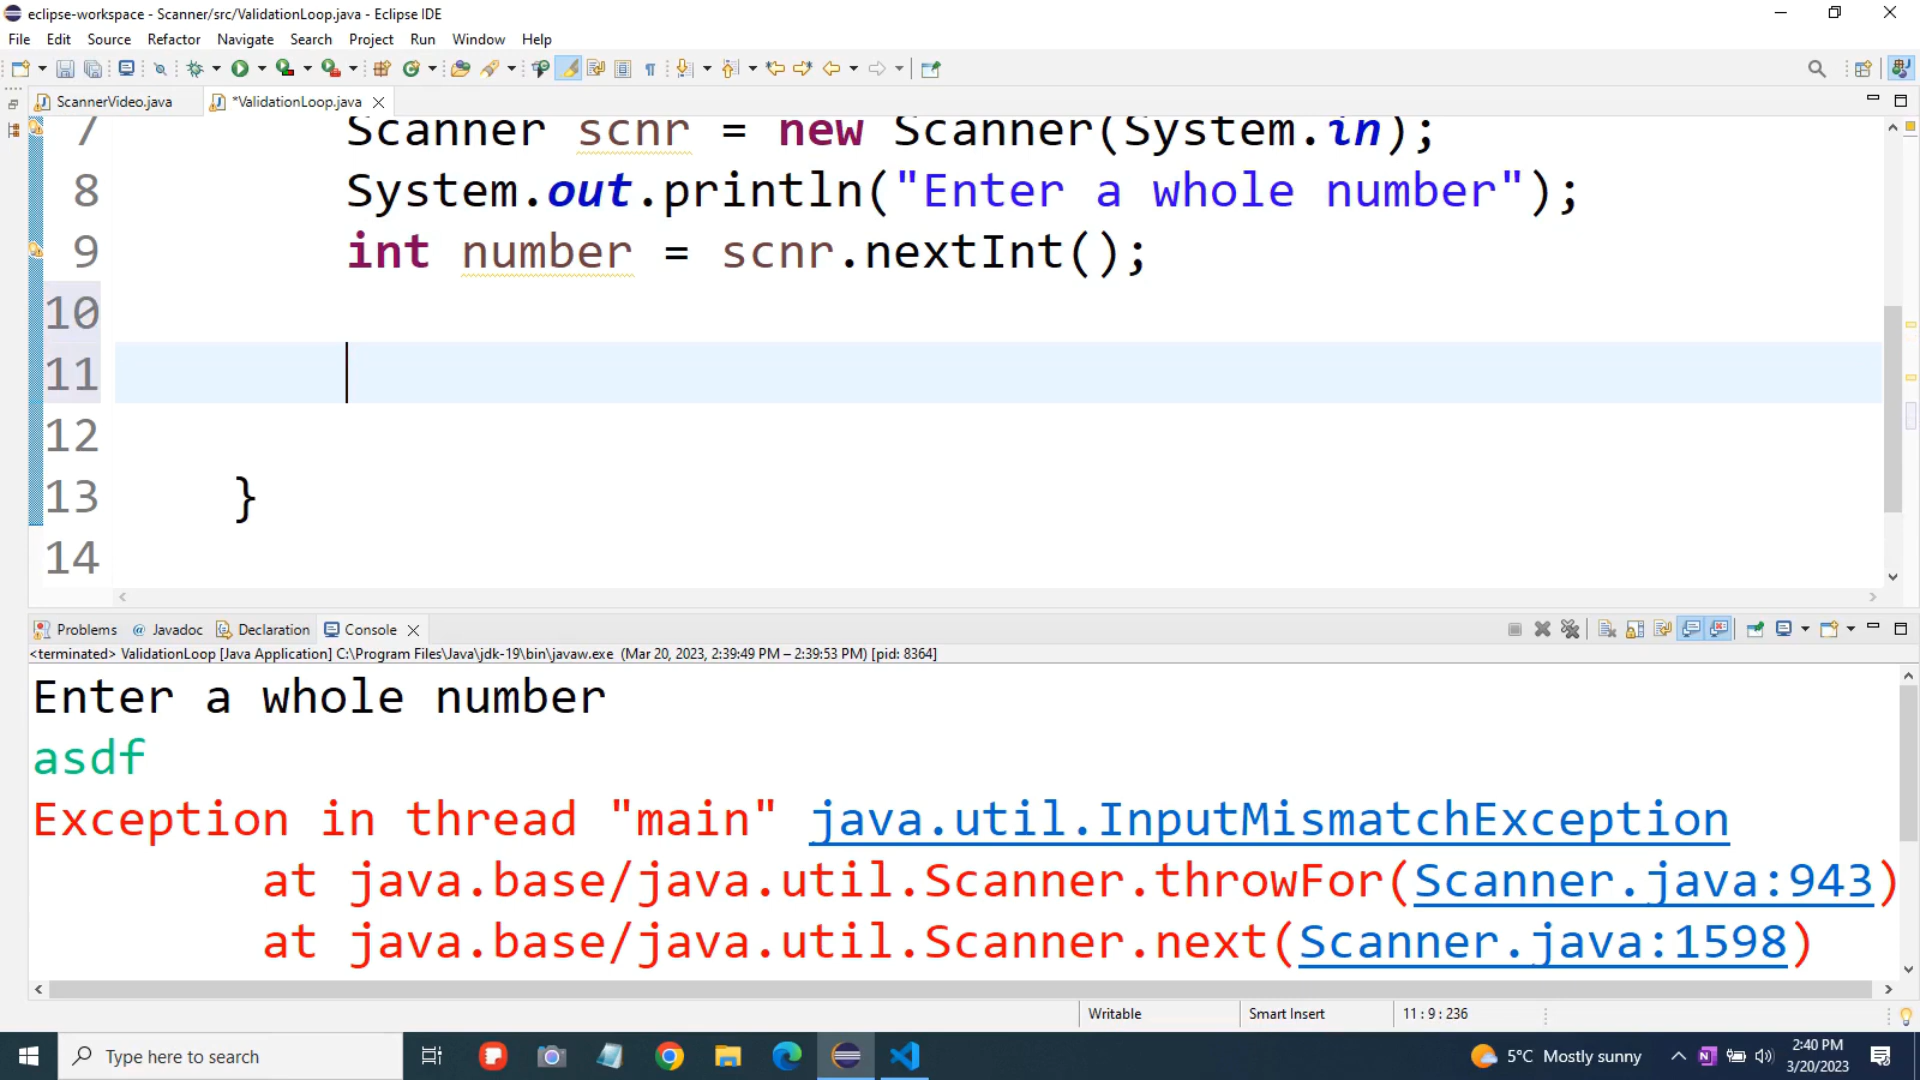 eclipse-workspace - Scanner/src/ValidationLoop.java - Eclipse IDE
File Edit Source Refactor Navigate Search Project Run Window Help
ScannerVideo.java *ValidationLoop.java
7 Scanner scnr = new Scanner(System.in);
8 System.out.println("Enter a whole number");
9 int number = scnr.nextInt();
10
11
12
13 }
14
Problems @ Javadoc Declaration Console
<terminated> ValidationLoop [Java Application] C:\Program Files\Java\jdk-19\bin\javaw.exe (Mar 20, 2023, 2:39:49 PM – 2:39:53 PM) [pid: 8364]
Enter a whole number
asdf
Exception in thread "main" java.util.InputMismatchException
at java.base/java.util.Scanner.throwFor(Scanner.java:943)
at java.base/java.util.Scanner.next(Scanner.java:1598)
Writable Smart Insert 11 : 9 : 236
Type here to search
5°C Mostly sunny
2:40 PM
3/20/2023